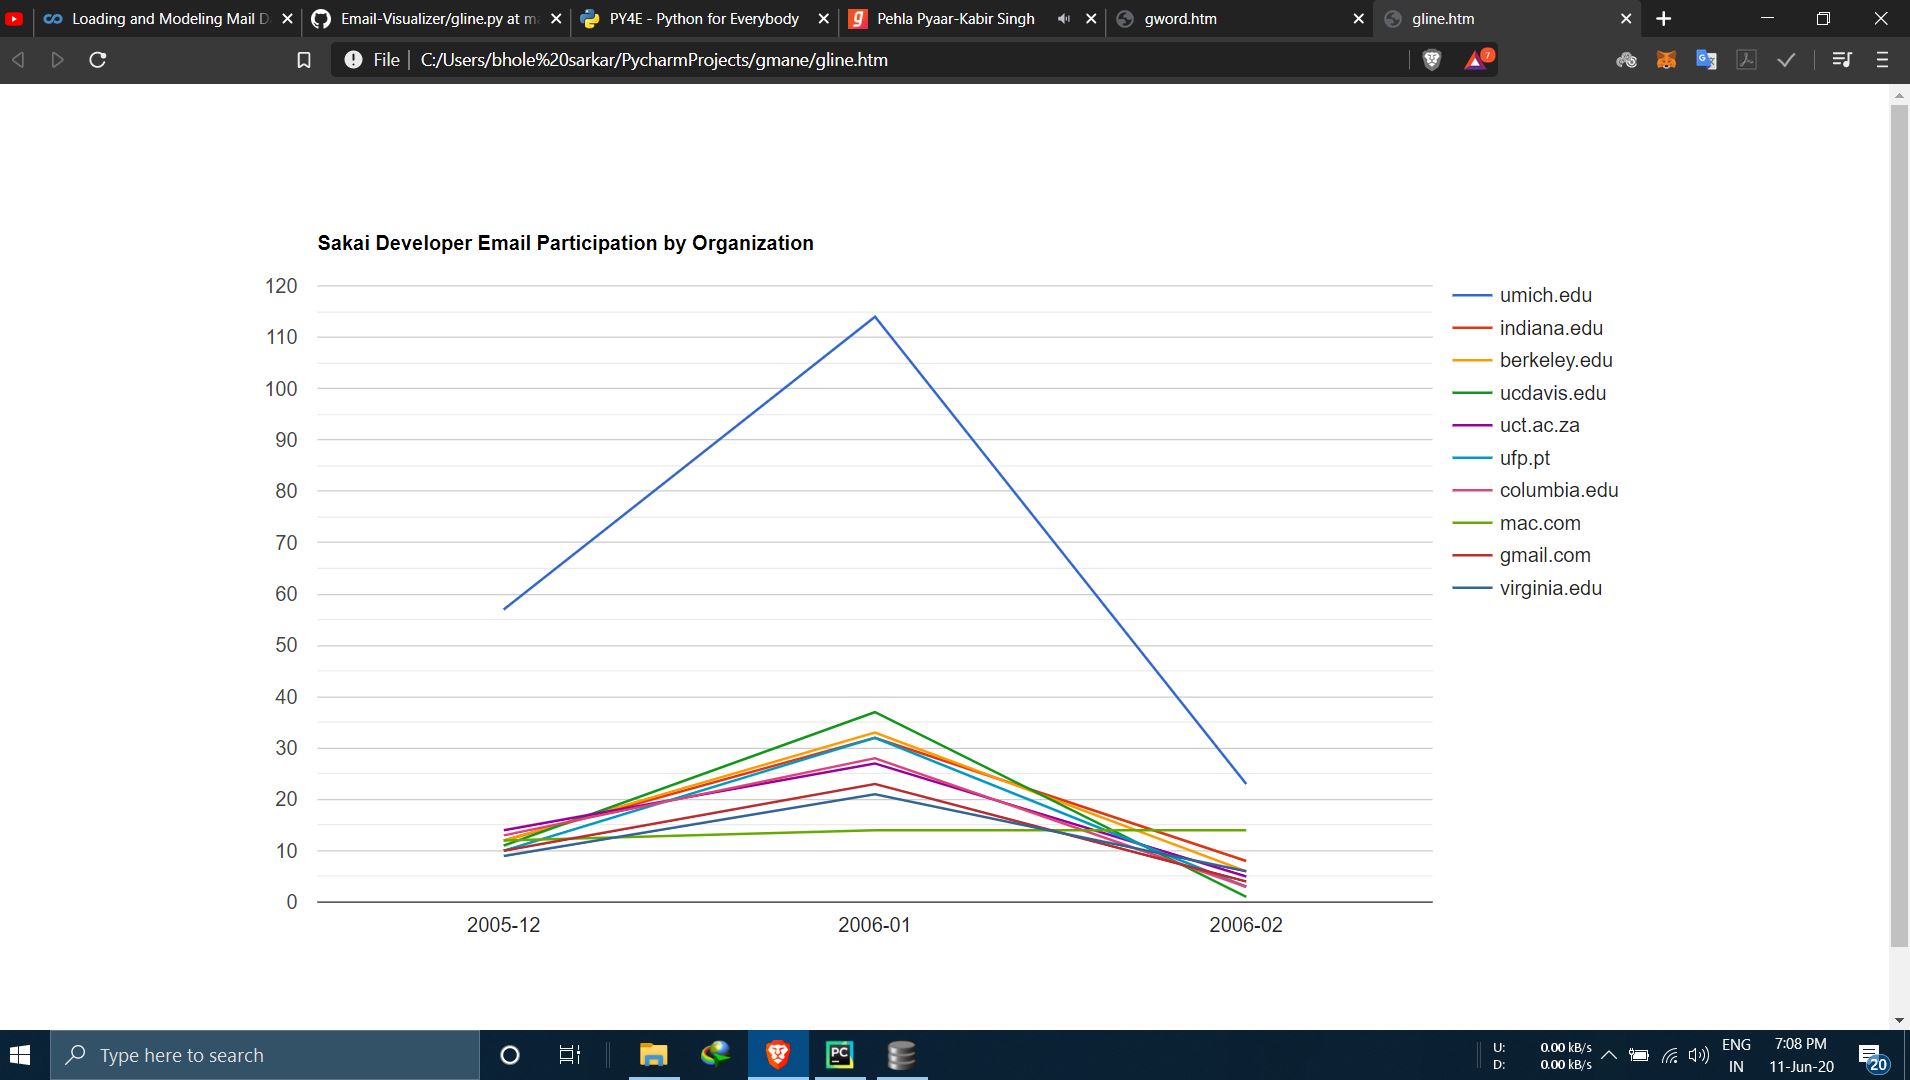 Loading and Modeling Mail D
Email-Visualizer/gline.py at m
PY4E - Python for Everybody
Pehla Pyaar-Kabir Singh
gword.htm
gline.htm
File
C:/Users/bhole%20sarkar/PycharmProjects/gmane/gline.htm
7
Sakai Developer Email Participation by Organization
120
110
100
90
80
70
60
50
40
30
20
10
0
2005-12
2006-01
2006-02
umich.edu
indiana.edu
berkeley.edu
ucdavis.edu
uct.ac.za
ufp.pt
columbia.edu
mac.com
gmail.com
virginia.edu
Type here to search
PC
U: 0.00 kB/s
D: 0.00 kB/s
ENG
IN
7:08 PM
11-Jun-20
20